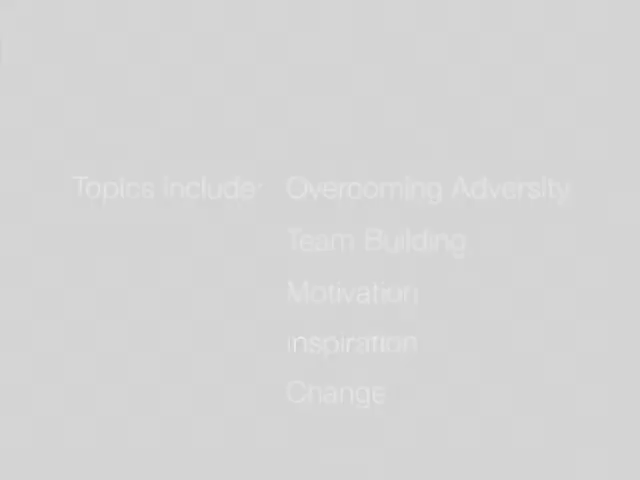 Topics include: Overcoming Adversity
Team Building
Motivation
Inspiration
Change